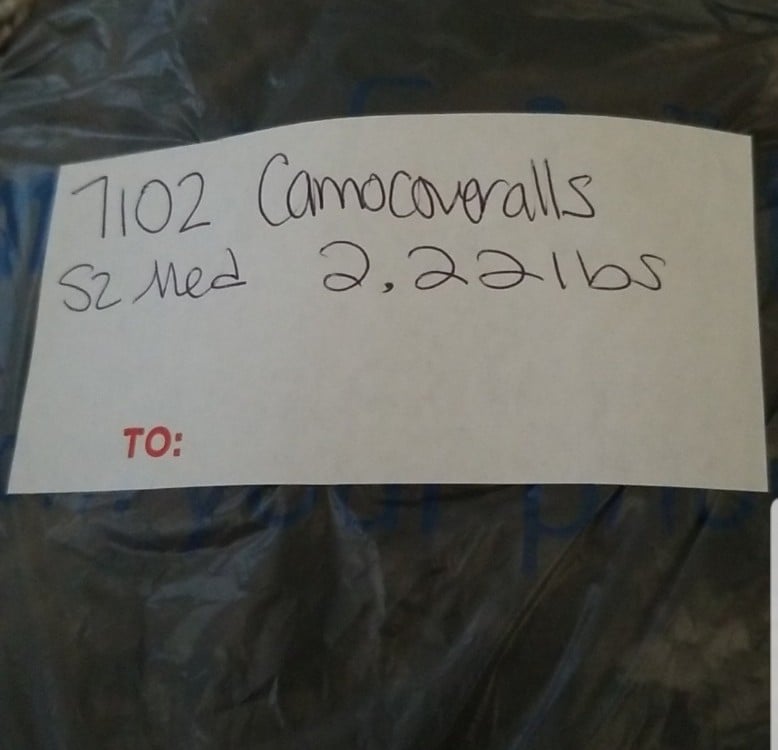 7102 Camocoveralls
Sz Med 2.22lbs
TO: